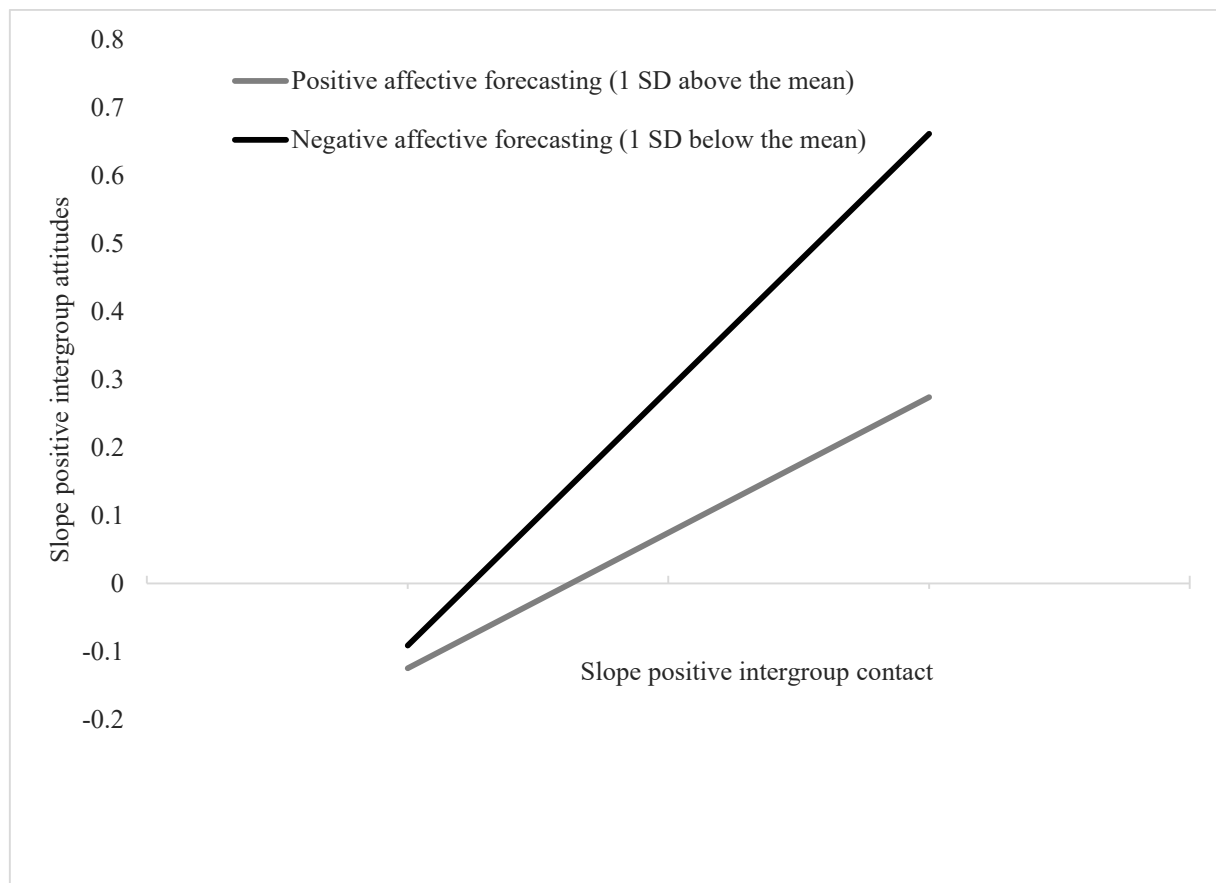 0.8
Positive affective forecasting (1 SD above the mean)
0.7
Negative affective forecasting (1 SD below the mean)
0.6
Slope positive intergroup attitudes
0.5
0.4
0.3
0.2
0.1
0
-0.1
Slope positive intergroup contact
-0.2